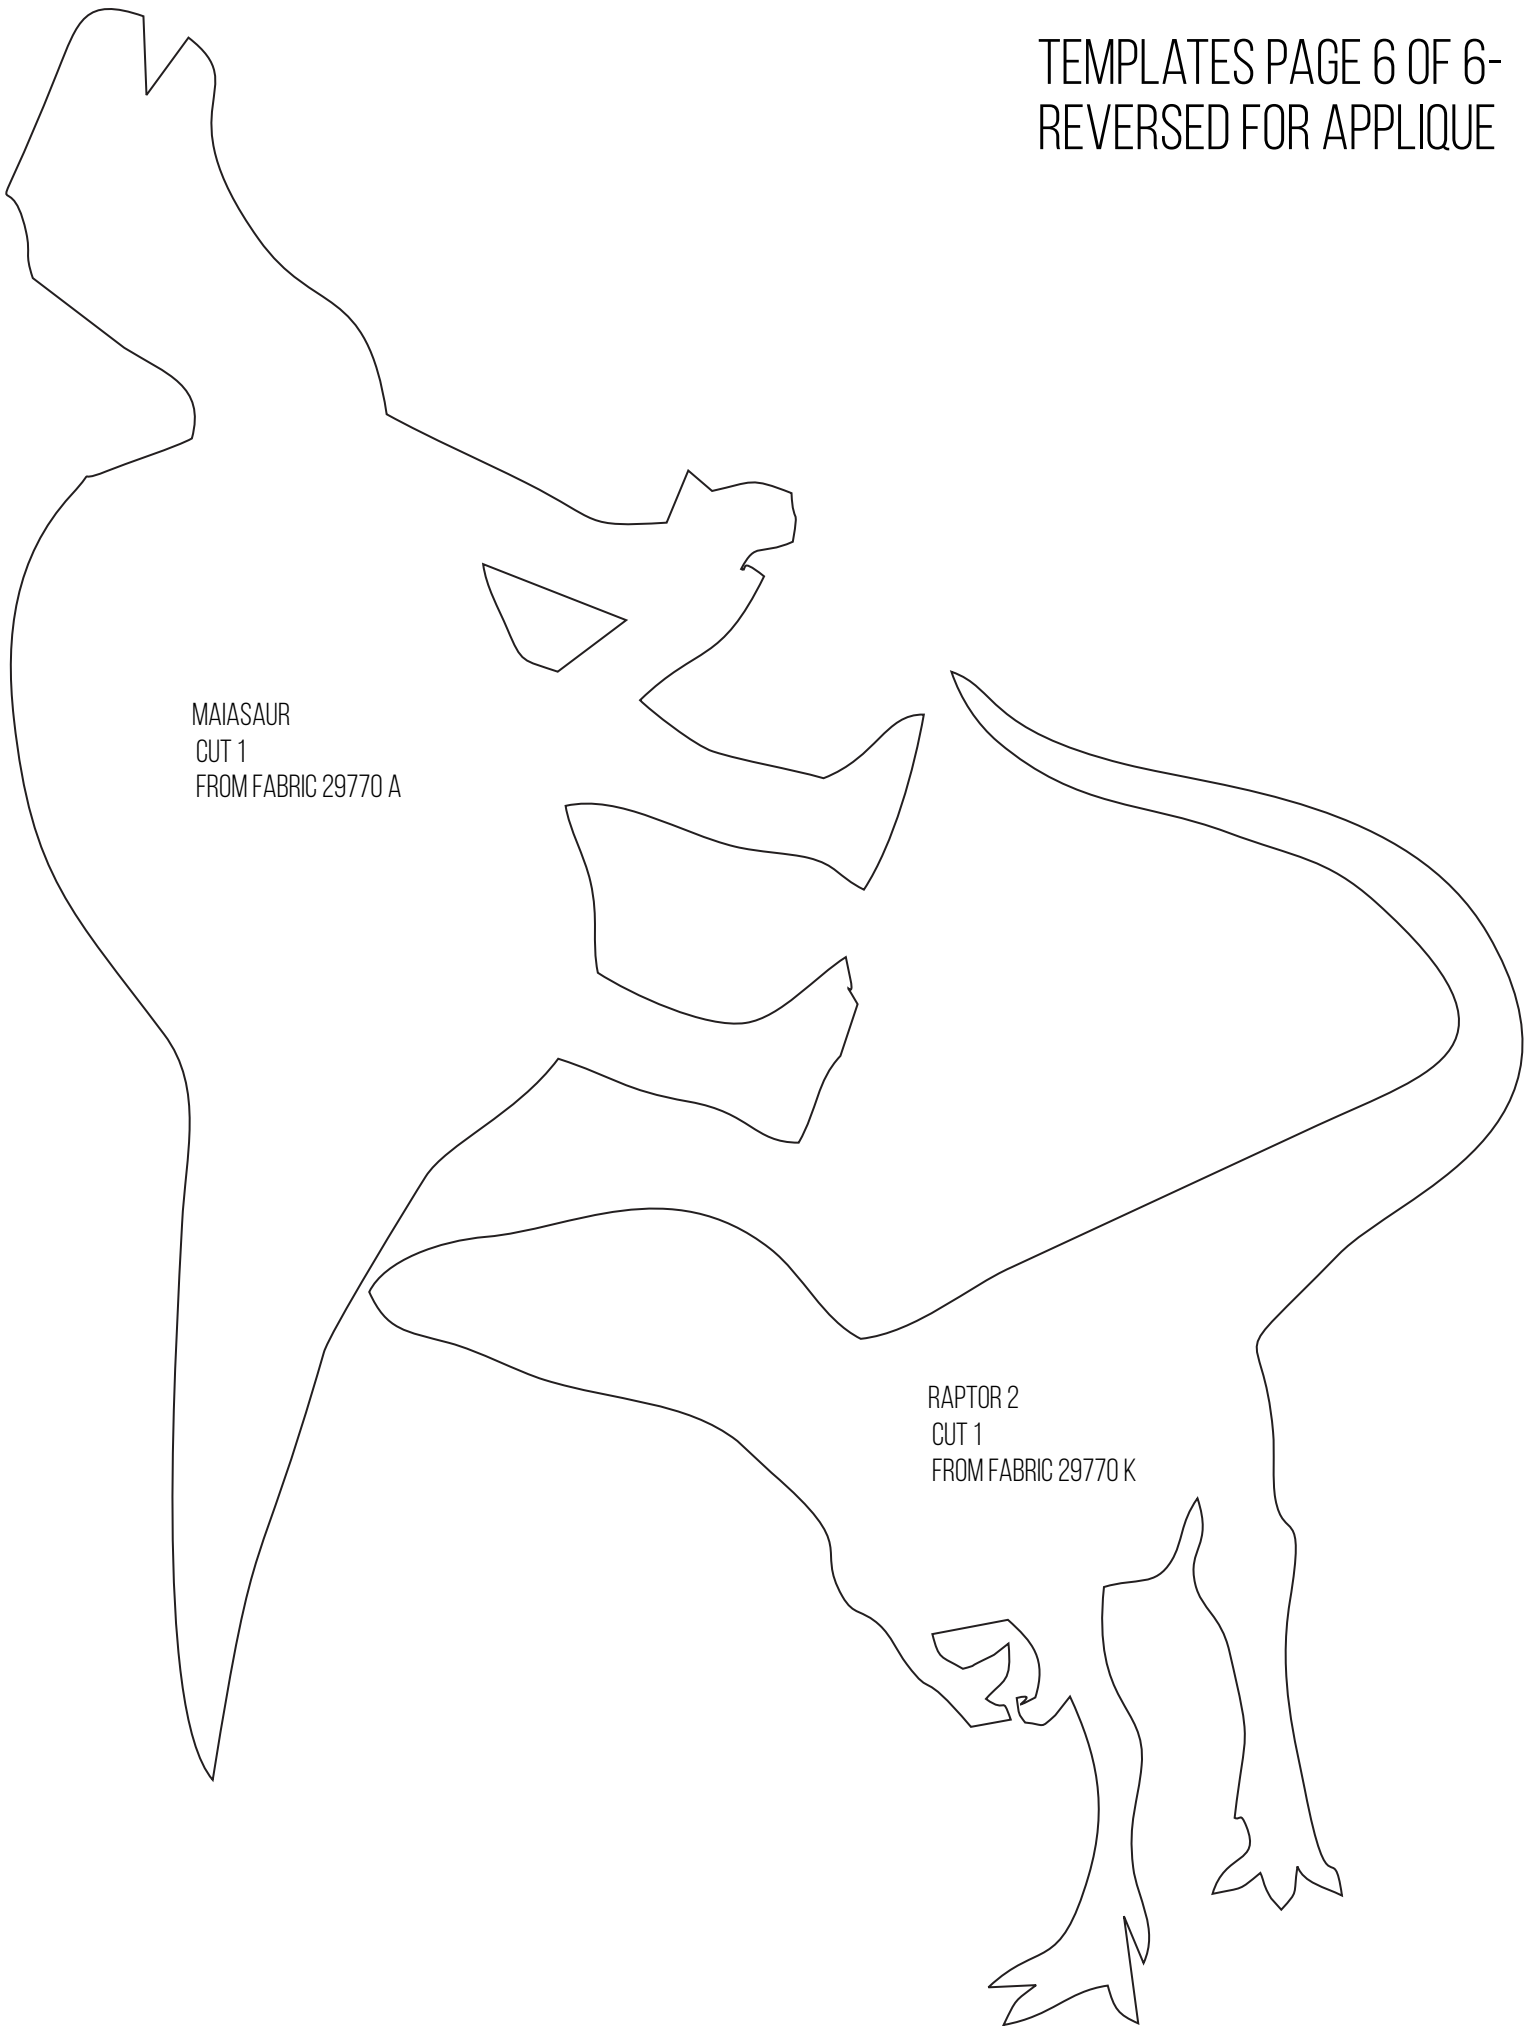 TEMPLATES PAGE 6 OF 6-
REVERSED FOR APPLIQUE
MAIASAUR
CUT 1
FROM FABRIC 29770 A
RAPTOR 2
CUT 1
FROM FABRIC 29770 K